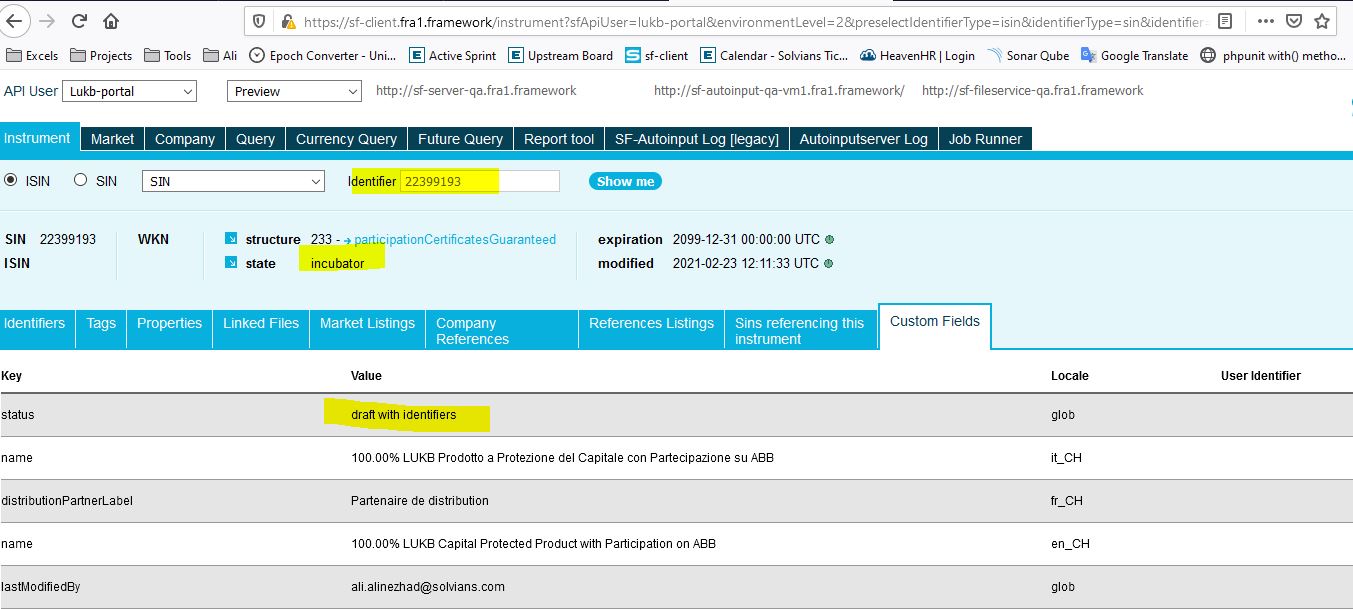 https://sf-client.fra1.framework/instrument?sfApiUser=lukb-portal&environmentLevel=2&preselectIdentifierType=isin&identifierType=sin&identifier=
Excels Projects Tools Ali Epoch Converter - Uni... Active Sprint Upstream Board sf-client Calendar - Solvians Tic... HeavenHR | Login Sonar Qube Google Translate phpunit with() metho...
API User Lukb-portal Preview http://sf-server-qa.fra1.framework http://sf-autoinput-qa-vm1.fra1.framework/ http://sf-fileservice-qa.fra1.framework
Instrument Market Company Query Currency Query Future Query Report tool SF-Autoinput Log [legacy] Autoinputserver Log Job Runner
ISIN SIN SIN Identifier 22399193 Show me
SIN 22399193 WKN structure 233 - participationCertificatesGuaranteed expiration 2099-12-31 00:00:00 UTC
ISIN state incubator modified 2021-02-23 12:11:33 UTC
Identifiers Tags Properties Linked Files Market Listings Company References References Listings Sins referencing this instrument Custom Fields
Key Value Locale User Identifier
status draft with identifiers glob
name 100.00% LUKB Prodotto a Protezione del Capitale con Partecipazione su ABB it_CH
distributionPartnerLabel Partenaire de distribution fr_CH
name 100.00% LUKB Capital Protected Product with Participation on ABB en_CH
lastModifiedBy ali.alinezhad@solvians.com glob